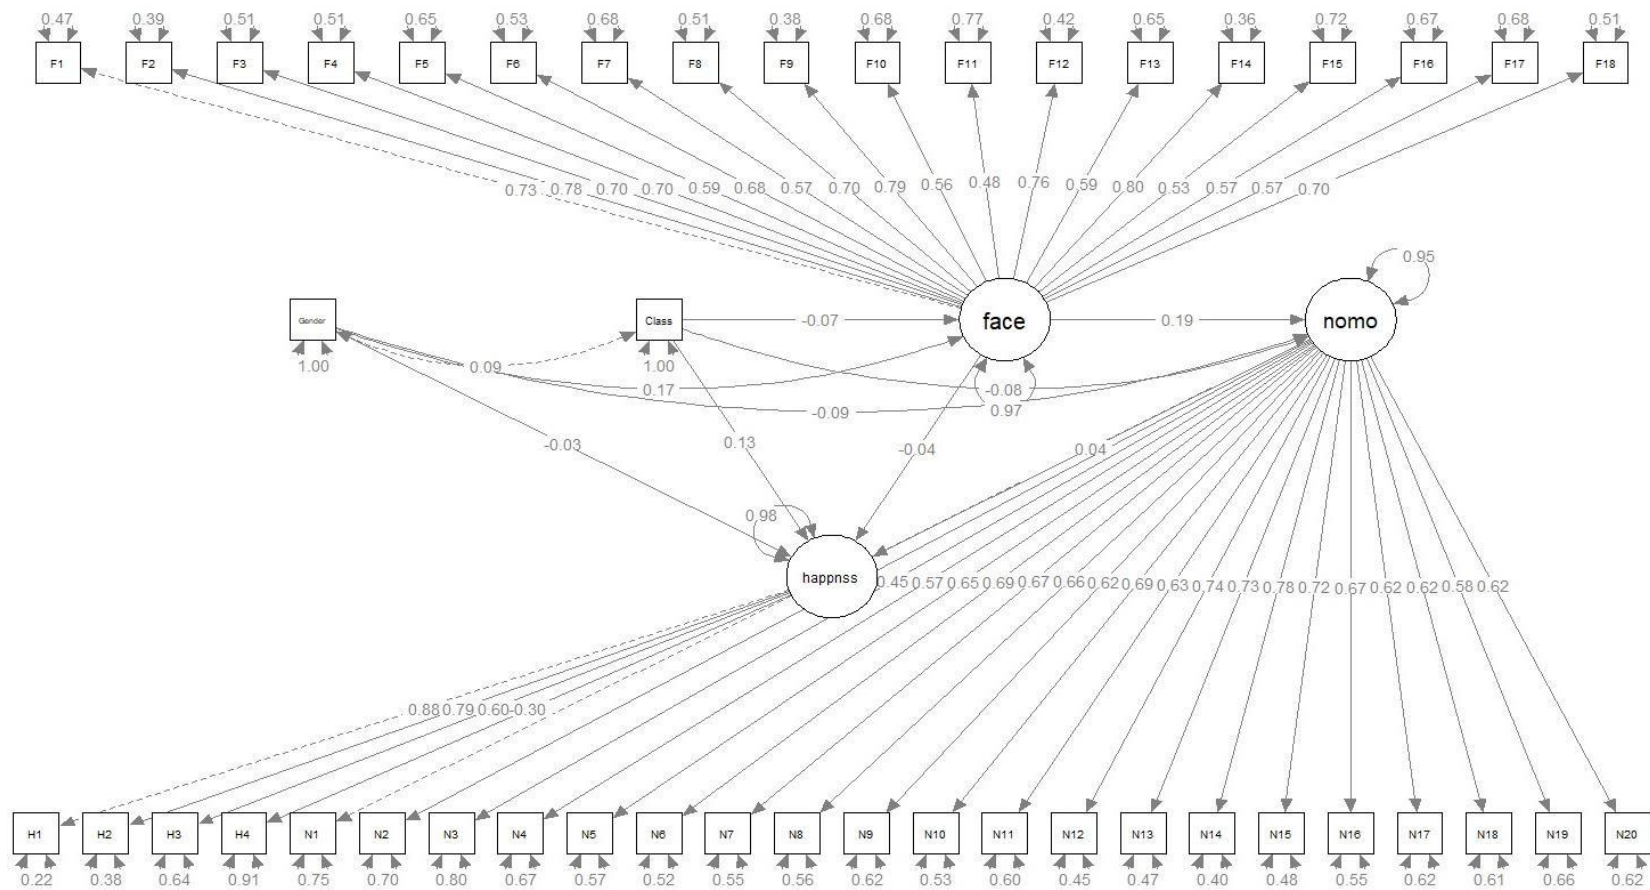 0.47 0.39 0.51 0.51 0.65 0.53 0.68 0.51 0.38 0.68 0.77 0.42 0.65 0.36 0.72 0.67 0.68 0.51
F1 F2 F3 F4 F5 F6 F7 F8 F9 F10 F11 F12 F13 F14 F15 F16 F17 F18
0.73 0.78 0.70 0.70 0.59 0.68 0.57 0.70 0.79 0.56 0.48 0.76 0.59 0.80 0.53 0.57 0.57 0.70
0.95
Gender Class -0.07 face 0.19 nomo
1.00 0.09 1.00
0.17 -0.08
-0.09 0.97
-0.03 0.13 -0.04 0.04
0.98
happnss 0.45 0.57 0.65 0.69 0.67 0.66 0.62 0.69 0.63 0.74 0.73 0.78 0.72 0.67 0.62 0.62 0.58 0.62
0.88 0.79 0.60 -0.30
H1 H2 H3 H4 N1 N2 N3 N4 N5 N6 N7 N8 N9 N10 N11 N12 N13 N14 N15 N16 N17 N18 N19 N20
0.22 0.38 0.64 0.91 0.75 0.70 0.80 0.67 0.57 0.52 0.55 0.56 0.62 0.53 0.60 0.45 0.47 0.40 0.48 0.55 0.62 0.61 0.66 0.62